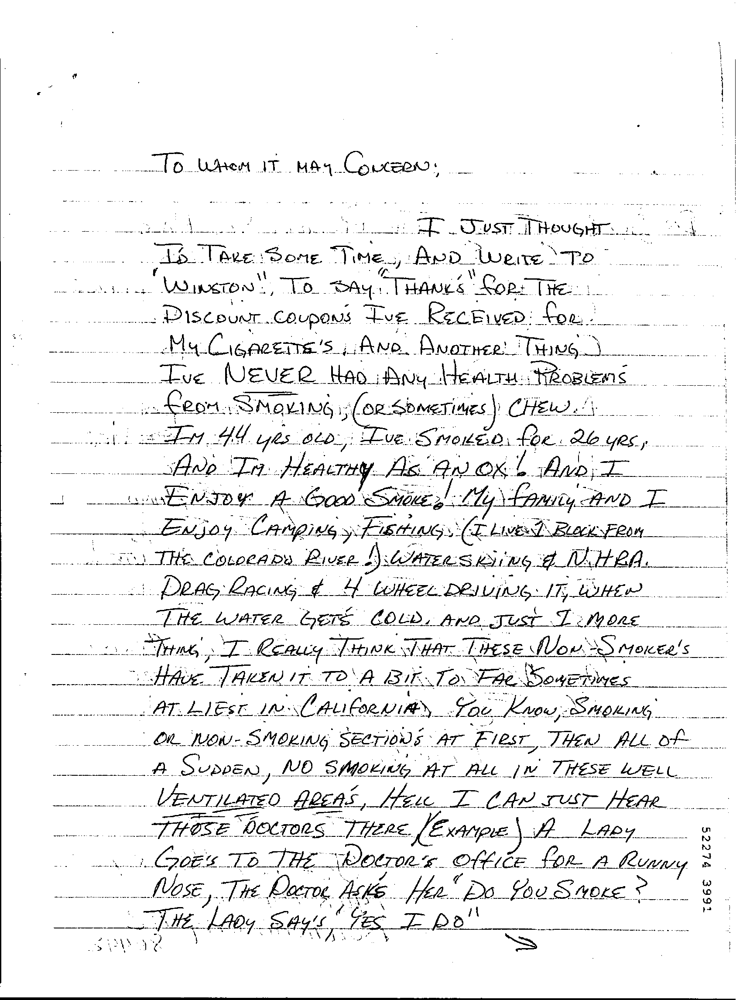 To Whom it may Concern;
I Just Thought
To Take Some Time, And Write To
"Winston", To say "Thank's" for The
Discount coupon's I've Received for
My Cigarette's, And Another Thing)
I've NEVER Had Any Health Problem's
from Smoking, (or sometimes) chew.
I'm 44 yrs old, I've Smoked for 26 yrs,
And I'm Healthy As An Ox! And I
Enjoy A Good Smoke! My family And I
Enjoy Camping, Fishing, (I live 1 Block From
The Colorado River!) Waterskiing & N.H.R.A.
Drag Racing & 4 Wheel Driving It, when
The water gets cold. And Just 1 more
Thing, I Really Think That These Non-Smoker's
Have Taken it to a bit to far sometimes
at liest in California, You Know, Smoking
or non-smoking section's at first, then all of
a sudden, no smoking at all in these well
ventilated area's, Hell I can just hear
those doctors there (Example) A lady
Goe's to the Doctor's office for a runny
nose, The Doctor Asks Her "Do You Smoke?
The Lady Say's, "Yes I Do"
52274 3991